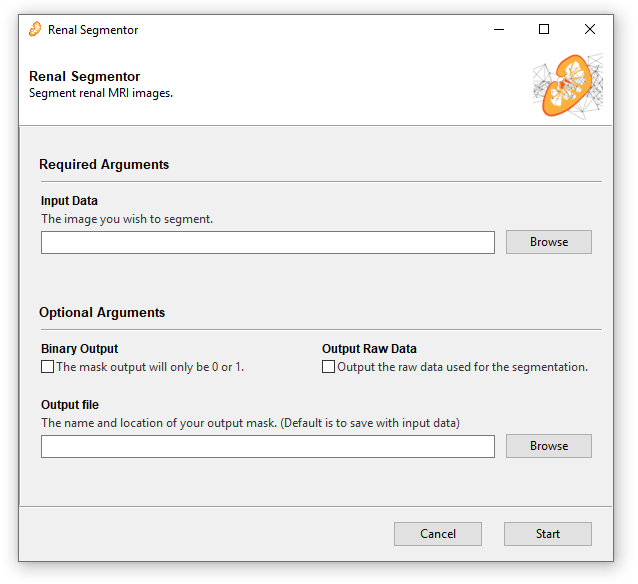 Renal Segmentor
Renal Segmentor
Segment renal MRI images.
Required Arguments
Input Data
The image you wish to segment.
Browse
Optional Arguments
Binary Output
The mask output will only be 0 or 1.
Output Raw Data
Output the raw data used for the segmentation.
Output file
The name and location of your output mask. (Default is to save with input data)
Browse
Cancel
Start